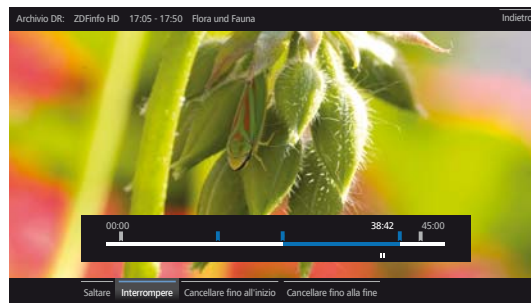 Archivio DR: ZDFinfo HD 17:05 - 17:50 Flora und Fauna Indietro
00:00 38:42 45:00
Saltare Interrompere Cancellare fino all'inizio Cancellare fino alla fine